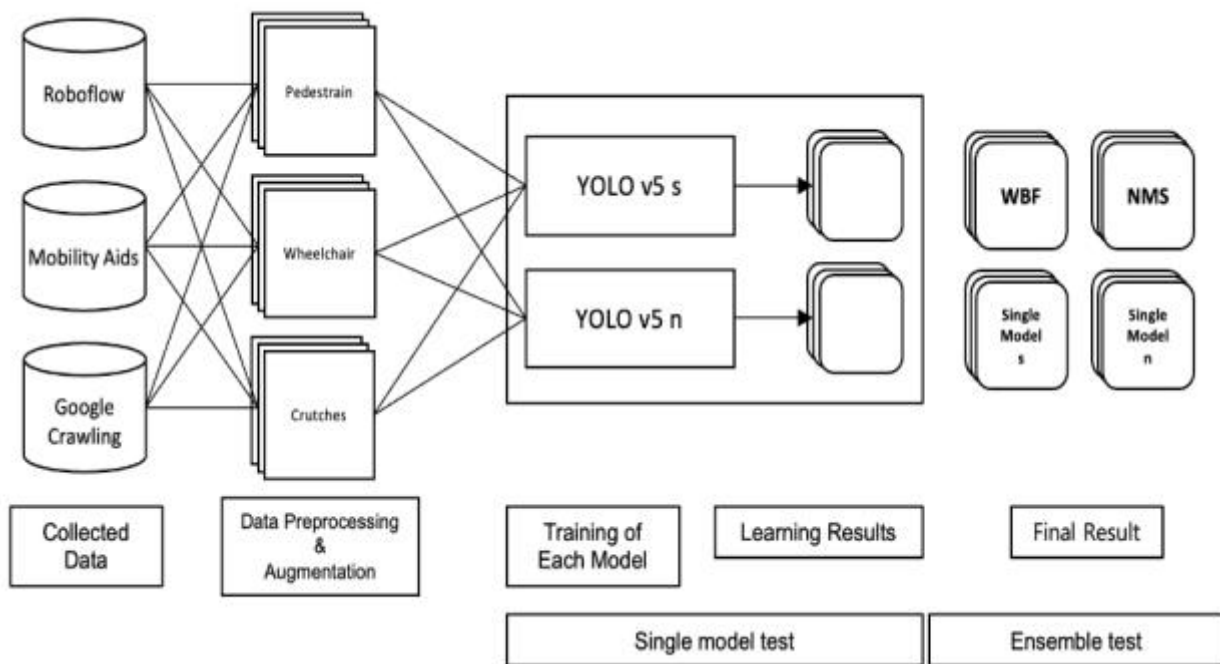 Roboflow
Mobility Aids
Google
Crawling
Pedestrain
Wheelchair
Crutches
YOLO v5 s
YOLO v5 n
WBF
NMS
Single
Model
s
Single
Model
n
Collected
Data
Data Preprocessing
&
Augmentation
Training of
Each Model
Learning Results
Final Result
Single model test
Ensemble test